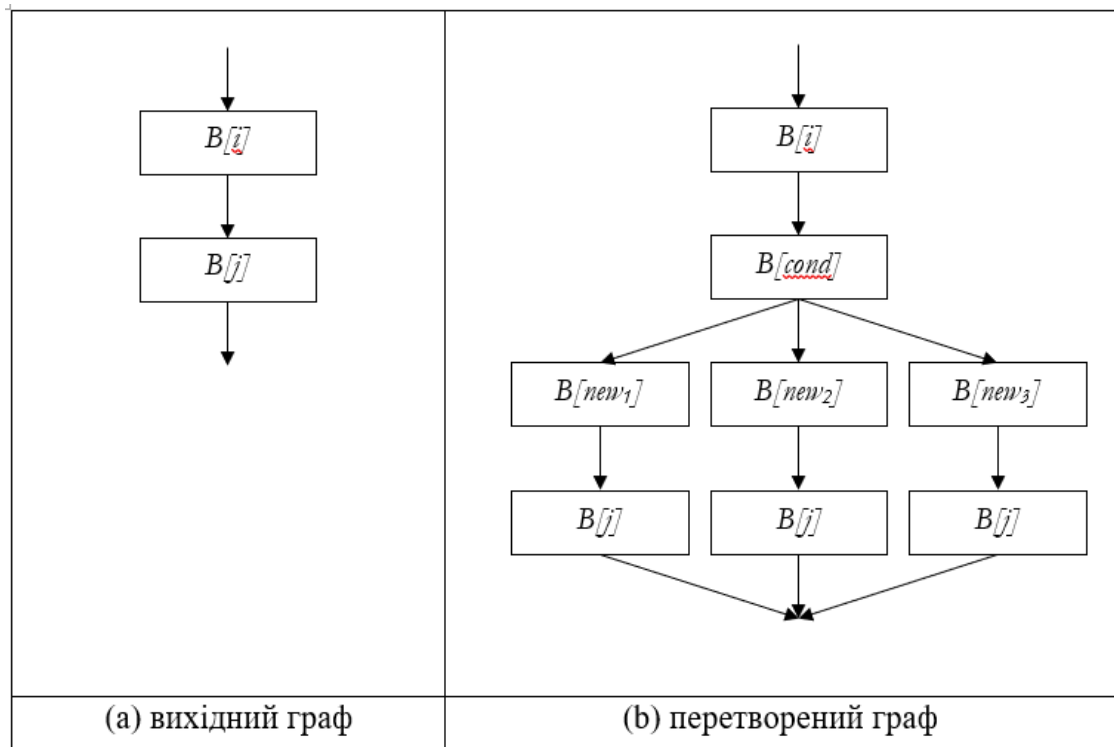 B[i]
B[j]
(a) вихідний граф
B[i]
B[cond]
B[new₁] B[new₂] B[new₃]
B[j] B[j] B[j]
(b) перетворений граф